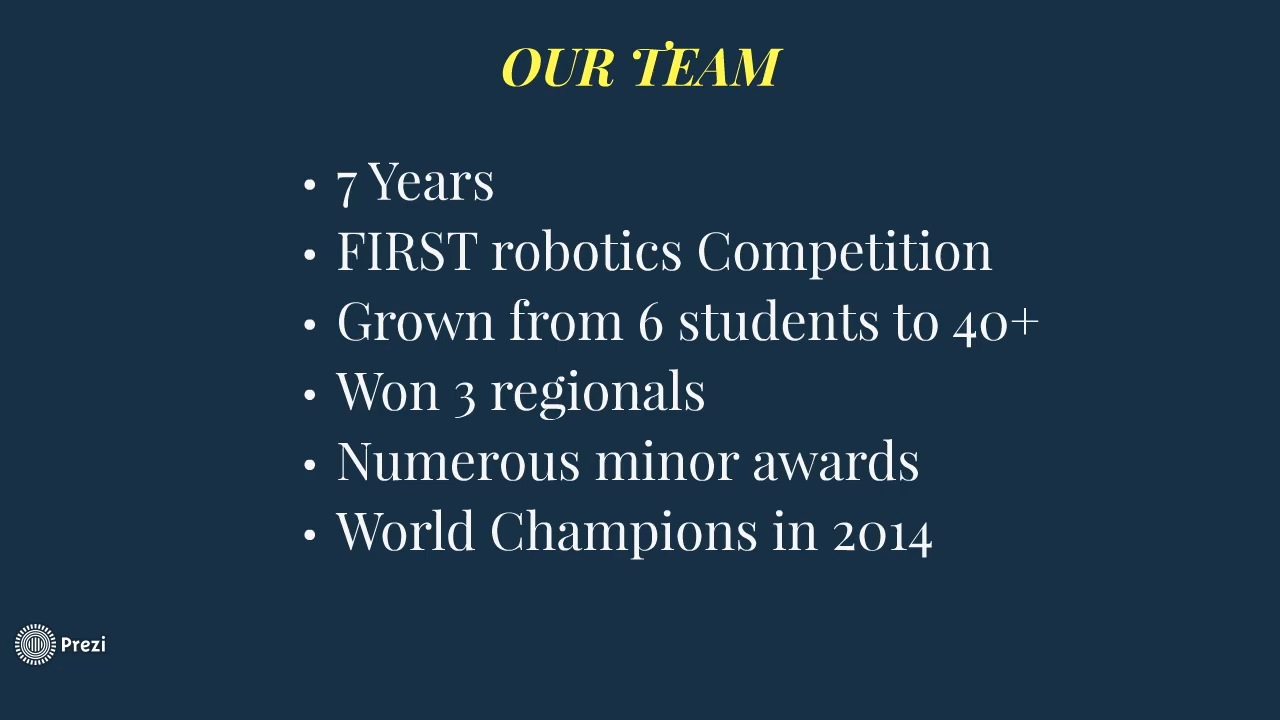 OUR TEAM
• 7 Years
• FIRST robotics Competition
• Grown from 6 students to 40+
• Won 3 regionals
• Numerous minor awards
• World Champions in 2014
Prezi